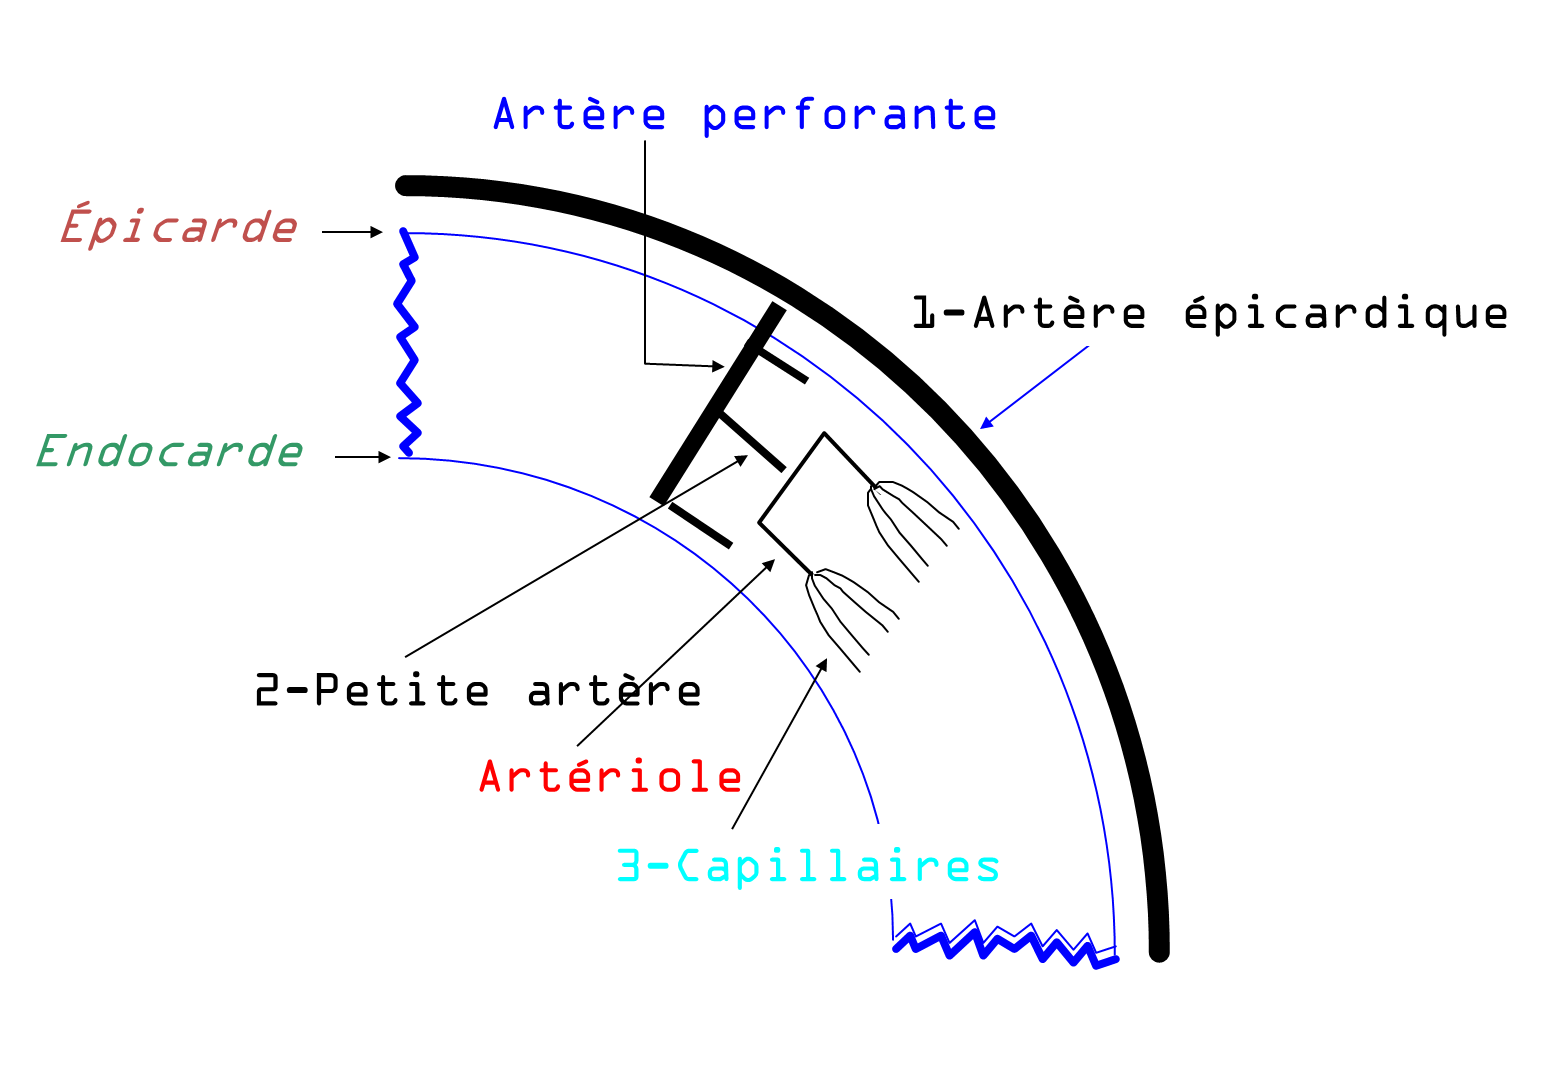 Artère perforante
Épicarde
1-Artère épicardique
Endocarde
2-Petite artère
Artériole
3-Capillaires